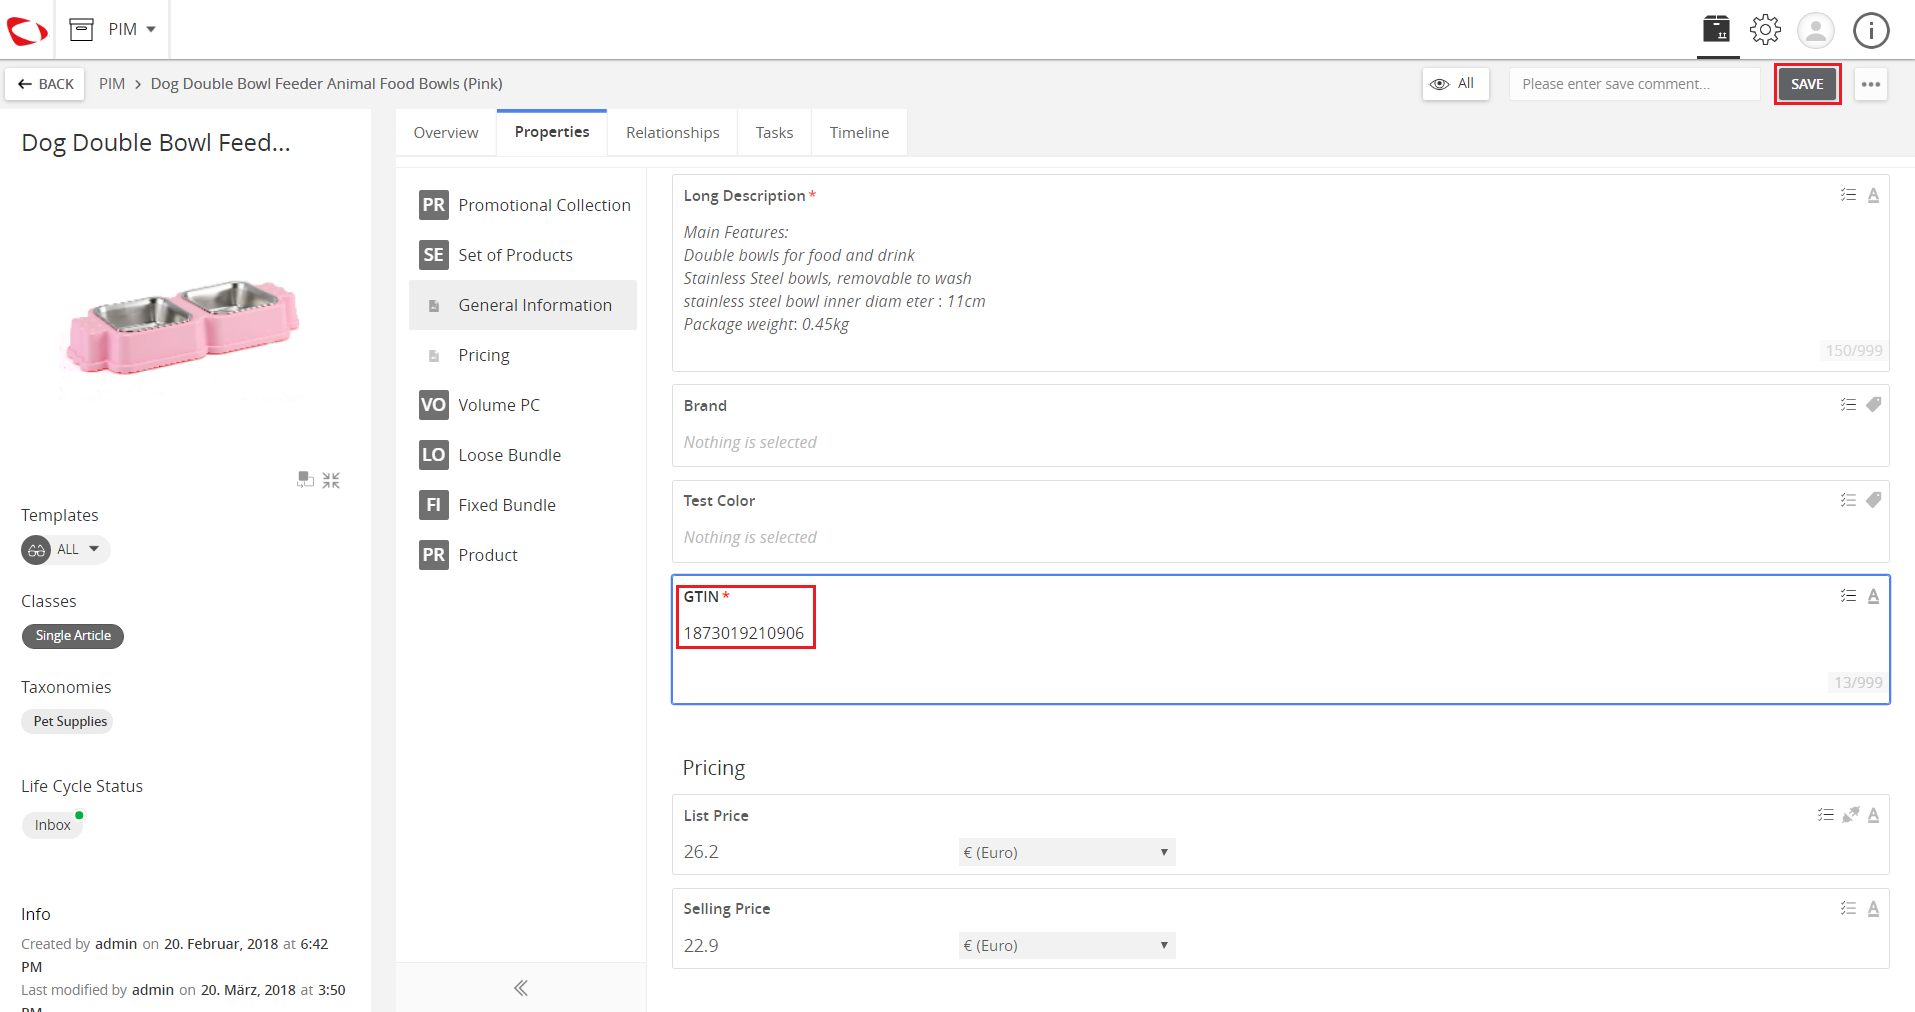 PIM
BACK
PIM > Dog Double Bowl Feeder Animal Food Bowls (Pink)
All
Please enter save comment...
SAVE
Dog Double Bowl Feed...
Templates
ALL
Classes
Single Article
Taxonomies
Pet Supplies
Life Cycle Status
Inbox
Info
Created by admin on 20. Februar, 2018 at 6:42
PM
Last modified by admin on 20. März, 2018 at 3:50
PM
Overview
Properties
Relationships
Tasks
Timeline
PR Promotional Collection
SE Set of Products
General Information
Pricing
VO Volume PC
LO Loose Bundle
FI Fixed Bundle
PR Product
Long Description *
Main Features:
Double bowls for food and drink
Stainless Steel bowls, removable to wash
stainless steel bowl inner diam eter : 11cm
Package weight: 0.45kg
150/999
Brand
Nothing is selected
Test Color
Nothing is selected
GTIN *
1873019210906
13/999
Pricing
List Price
26.2 € (Euro)
Selling Price
22.9 € (Euro)